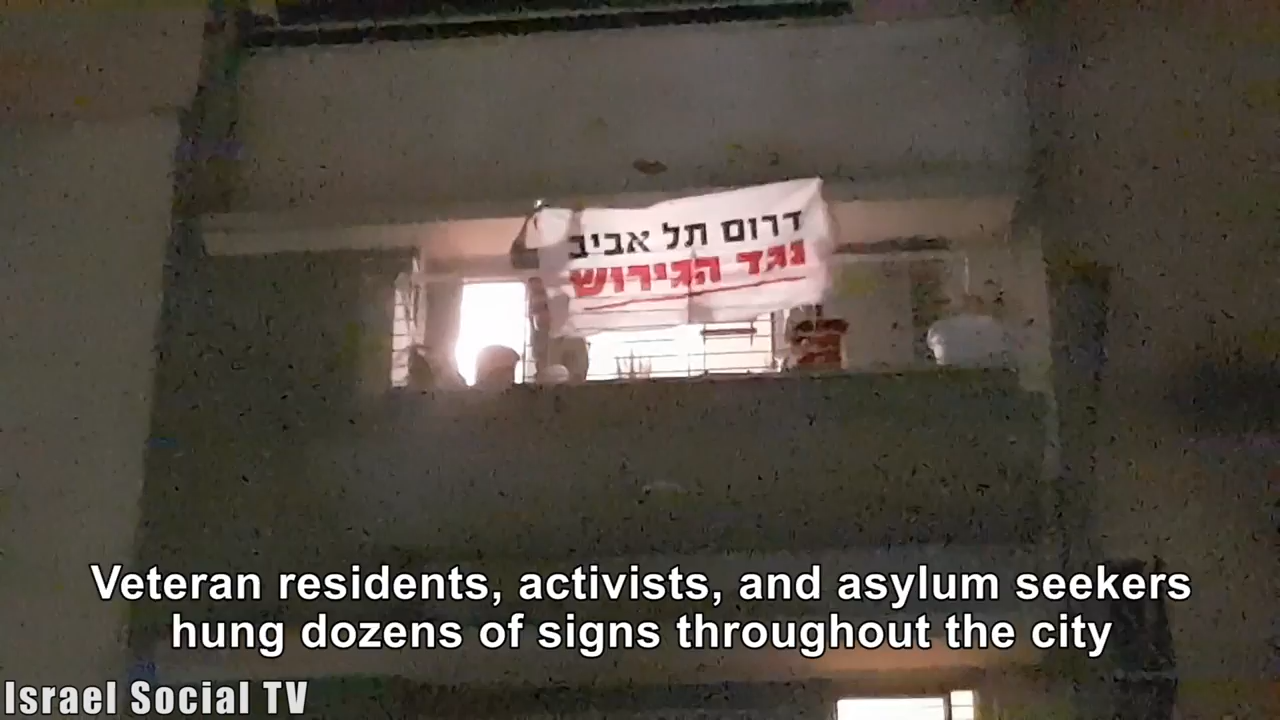 דרום תל אביב
נגד הגירוש
Veteran residents, activists, and asylum seekers
hung dozens of signs throughout the city
Israel Social TV